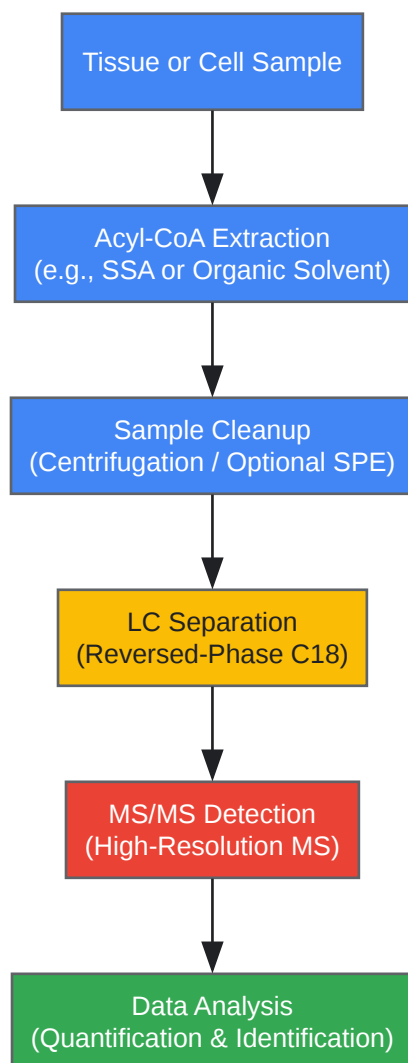 Tissue or Cell Sample
Acyl-CoA Extraction
(e.g., SSA or Organic Solvent)
Sample Cleanup
(Centrifugation / Optional SPE)
LC Separation
(Reversed-Phase C18)
MS/MS Detection
(High-Resolution MS)
Data Analysis
(Quantification & Identification)